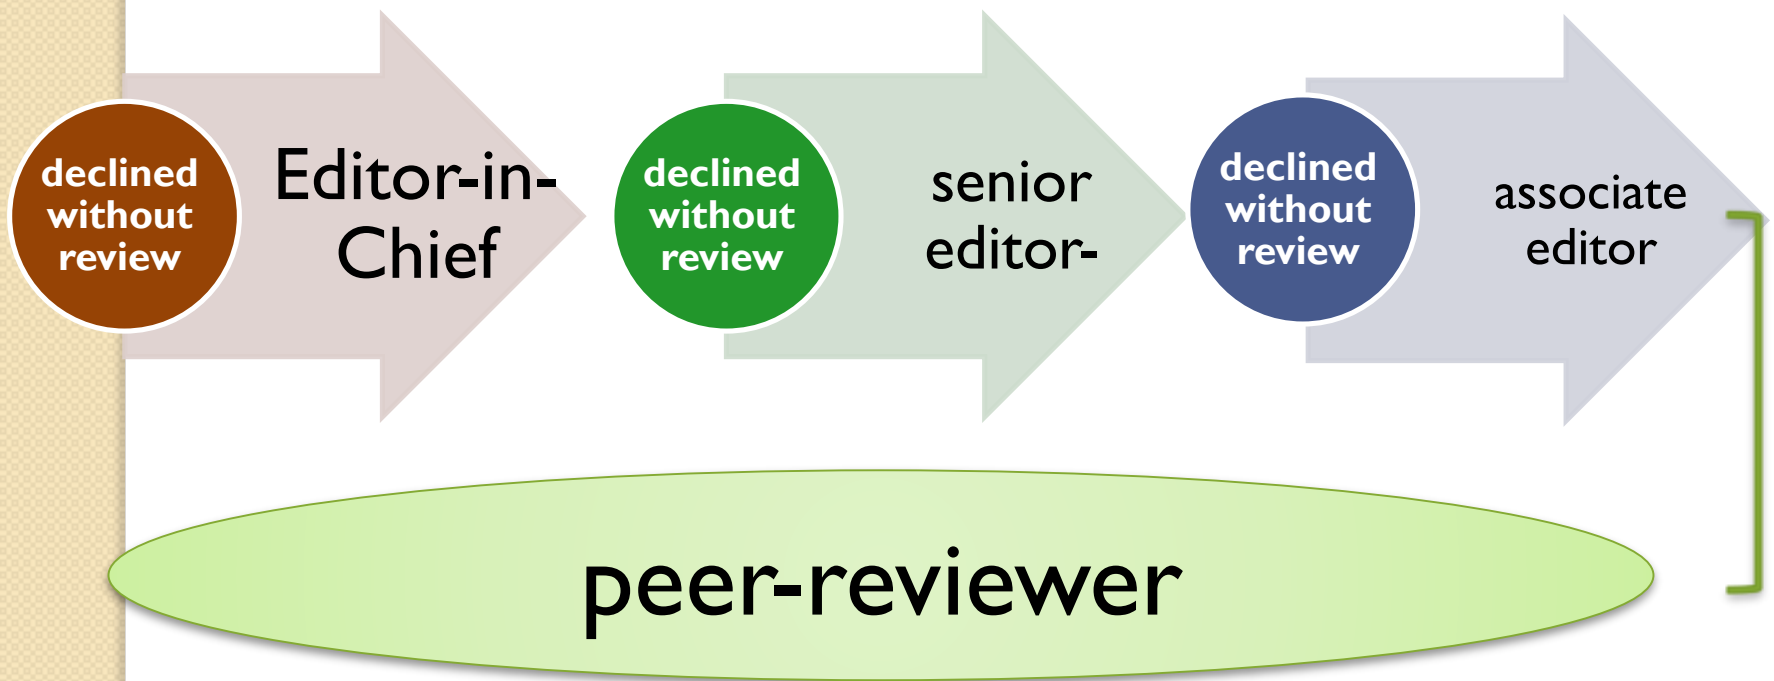 declined
without
review
Editor-in-
Chief
declined
without
review
senior
editor-
declined
without
review
associate
editor
peer-reviewer